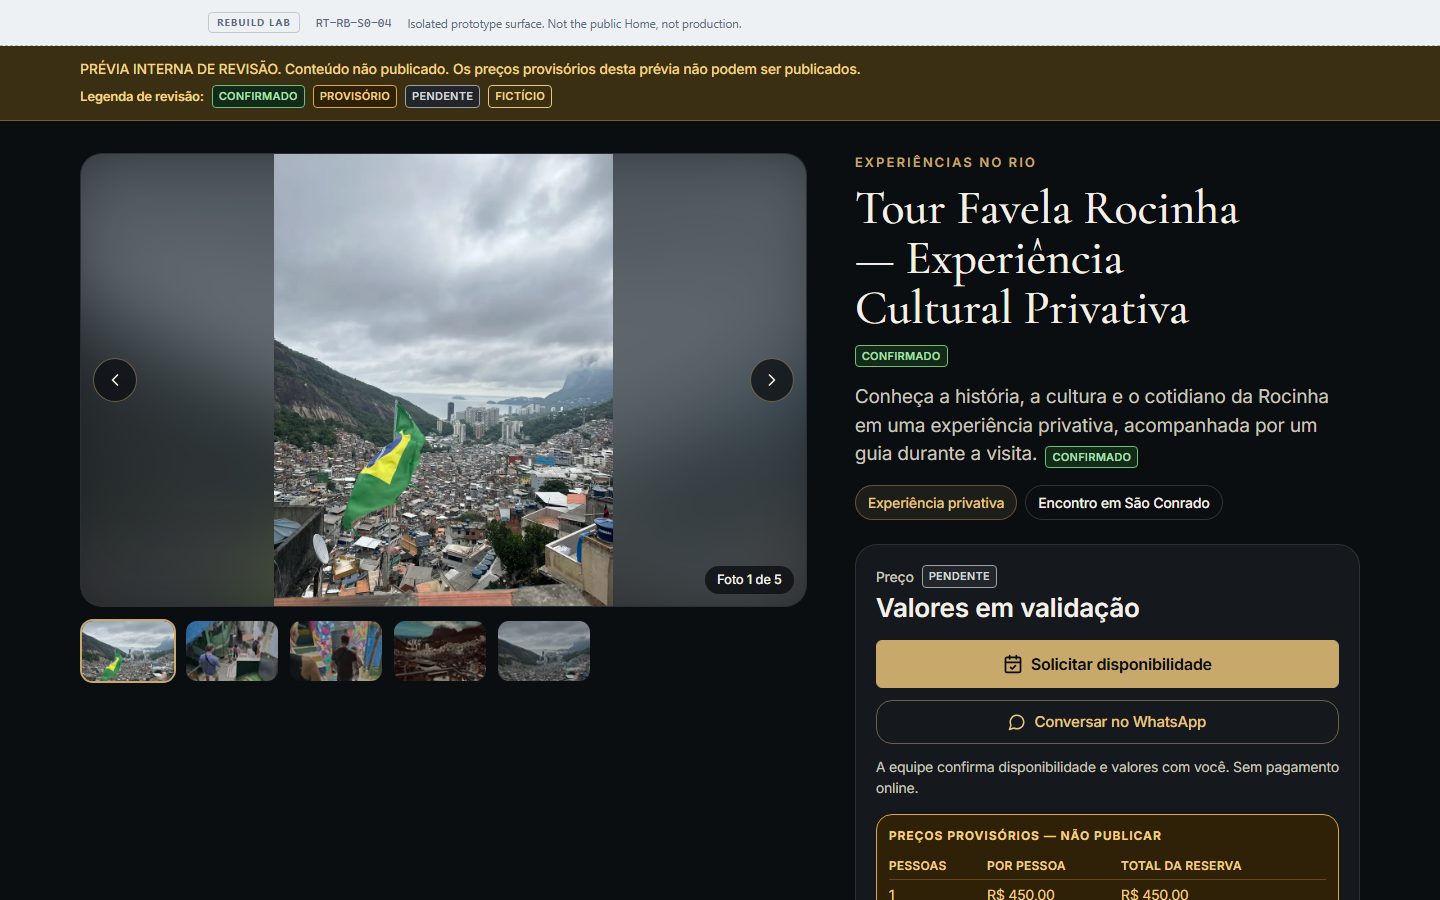 REBUILD LAB RT-RB-S0-04 Isolated prototype surface. Not the public Home, not production.
PRÉVIA INTERNA DE REVISÃO. Conteúdo não publicado. Os preços provisórios desta prévia não podem ser publicados.
Legenda de revisão: CONFIRMADO PROVISÓRIO PENDENTE FICTÍCIO
EXPERIÊNCIAS NO RIO
Tour Favela Rocinha
— Experiência
Cultural Privativa
CONFIRMADO
Conheça a história, a cultura e o cotidiano da Rocinha
em uma experiência privativa, acompanhada por um
guia durante a visita. CONFIRMADO
Experiência privativa Encontro em São Conrado
Foto 1 de 5
Preço PENDENTE
Valores em validação
Solicitar disponibilidade
Conversar no WhatsApp
A equipe confirma disponibilidade e valores com você. Sem pagamento
online.
PREÇOS PROVISÓRIOS — NÃO PUBLICAR
PESSOAS POR PESSOA TOTAL DA RESERVA
1 R$ 450,00 R$ 450,00